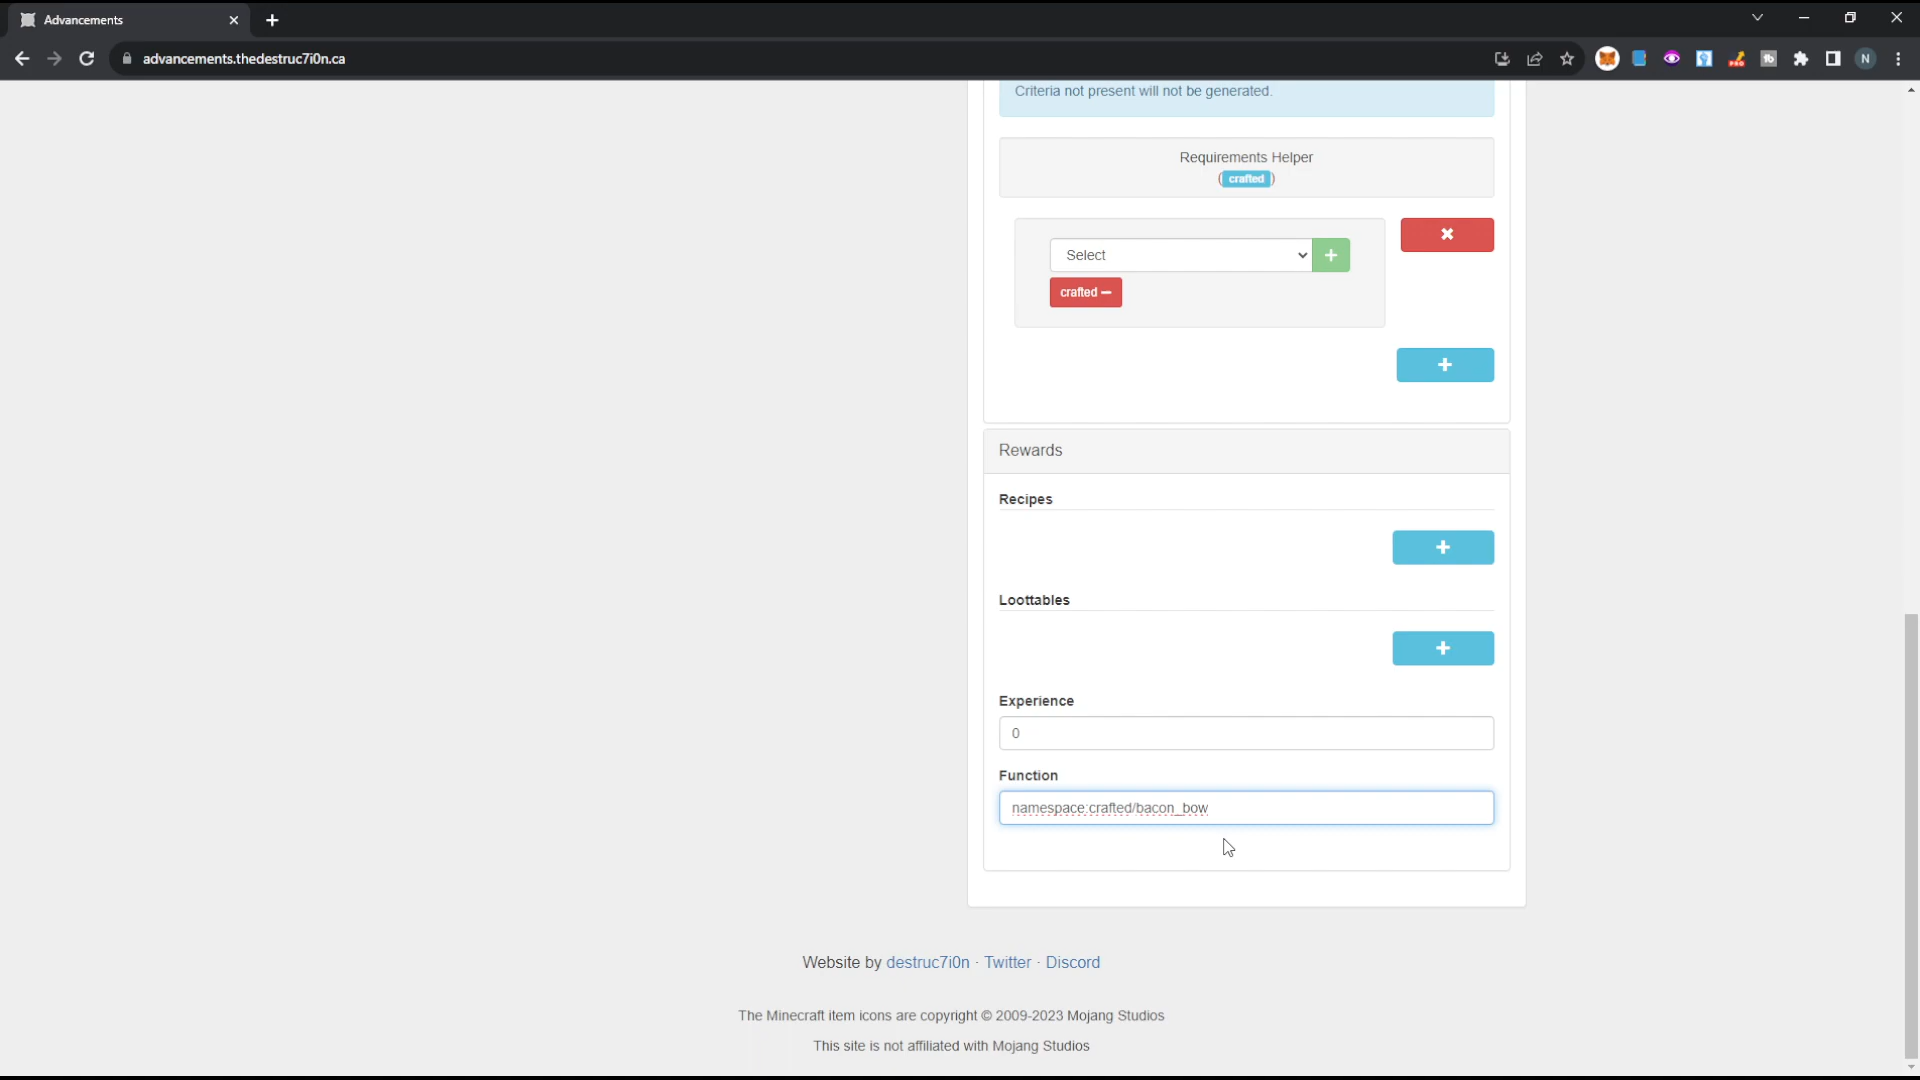 Advancements
advancements.thedestruc7i0n.ca
N
Criteria not present will not be generated.
Requirements Helper
(crafted)
Select
crafted
Rewards
Recipes
Loottables
Experience
0
Function
namespace:crafted/bacon_bow
Website by destruc7i0n · Twitter · Discord
The Minecraft item icons are copyright © 2009-2023 Mojang Studios
This site is not affiliated with Mojang Studios